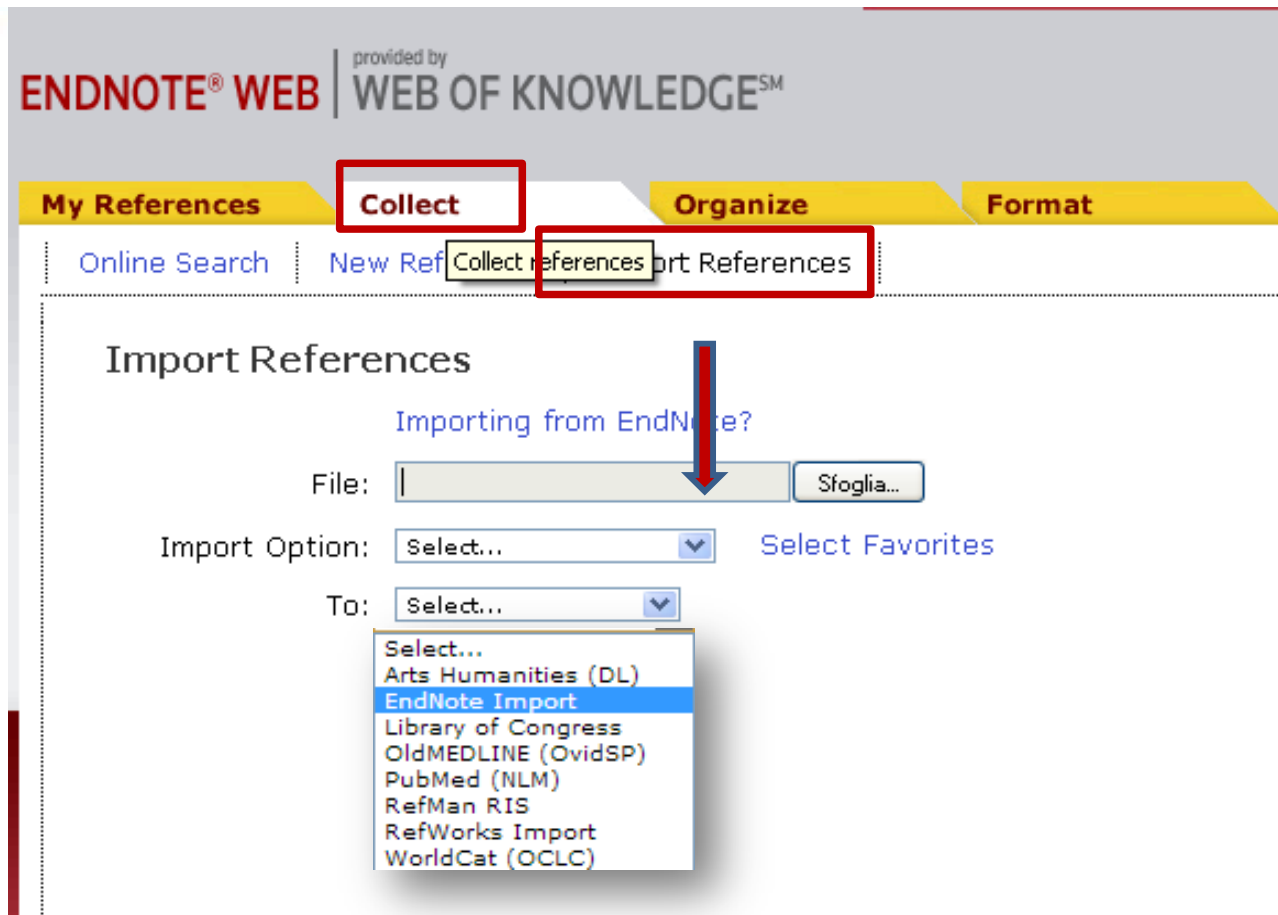 provided by
ENDNOTE® WEB WEB OF KNOWLEDGE℠
My References Collect Organize Format
Online Search New Ref Collect references ort References
Import References
Importing from EndNote?
File: Sfoglia...
Import Option: Select... Select Favorites
To: Select...
Select...
Arts Humanities (DL)
EndNote Import
Library of Congress
OldMEDLINE (OvidSP)
PubMed (NLM)
RefMan RIS
RefWorks Import
WorldCat (OCLC)